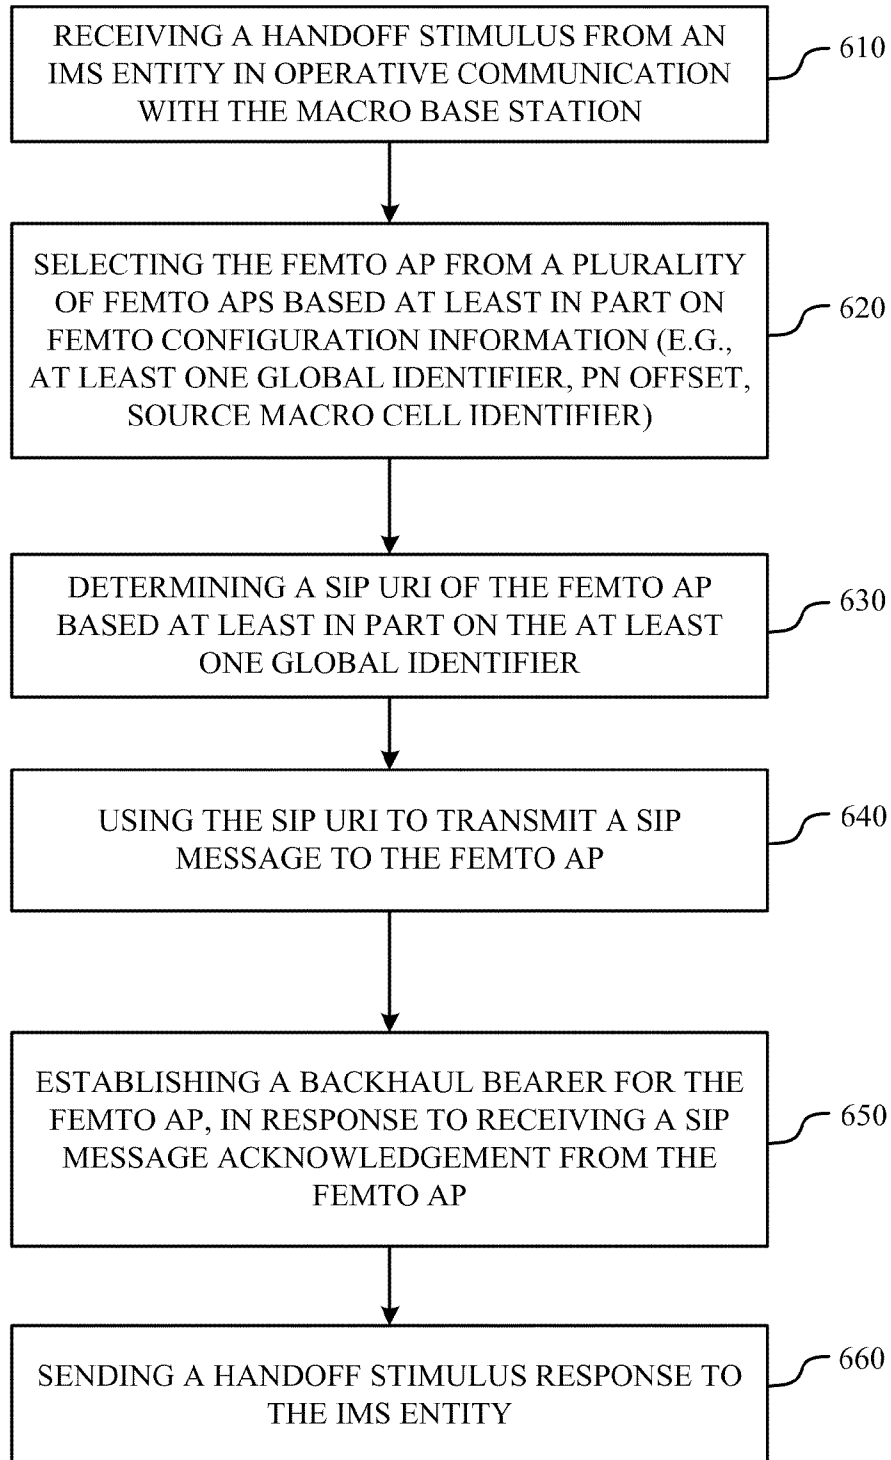 RECEIVING A HANDOFF STIMULUS FROM AN
IMS ENTITY IN OPERATIVE COMMUNICATION
WITH THE MACRO BASE STATION
610
SELECTING THE FEMTO AP FROM A PLURALITY
OF FEMTO APS BASED AT LEAST IN PART ON
FEMTO CONFIGURATION INFORMATION (E.G.,
AT LEAST ONE GLOBAL IDENTIFIER, PN OFFSET,
SOURCE MACRO CELL IDENTIFIER)
620
DETERMINING A SIP URI OF THE FEMTO AP
BASED AT LEAST IN PART ON THE AT LEAST
ONE GLOBAL IDENTIFIER
630
USING THE SIP URI TO TRANSMIT A SIP
MESSAGE TO THE FEMTO AP
640
ESTABLISHING A BACKHAUL BEARER FOR THE
FEMTO AP, IN RESPONSE TO RECEIVING A SIP
MESSAGE ACKNOWLEDGEMENT FROM THE
FEMTO AP
650
SENDING A HANDOFF STIMULUS RESPONSE TO
THE IMS ENTITY
660